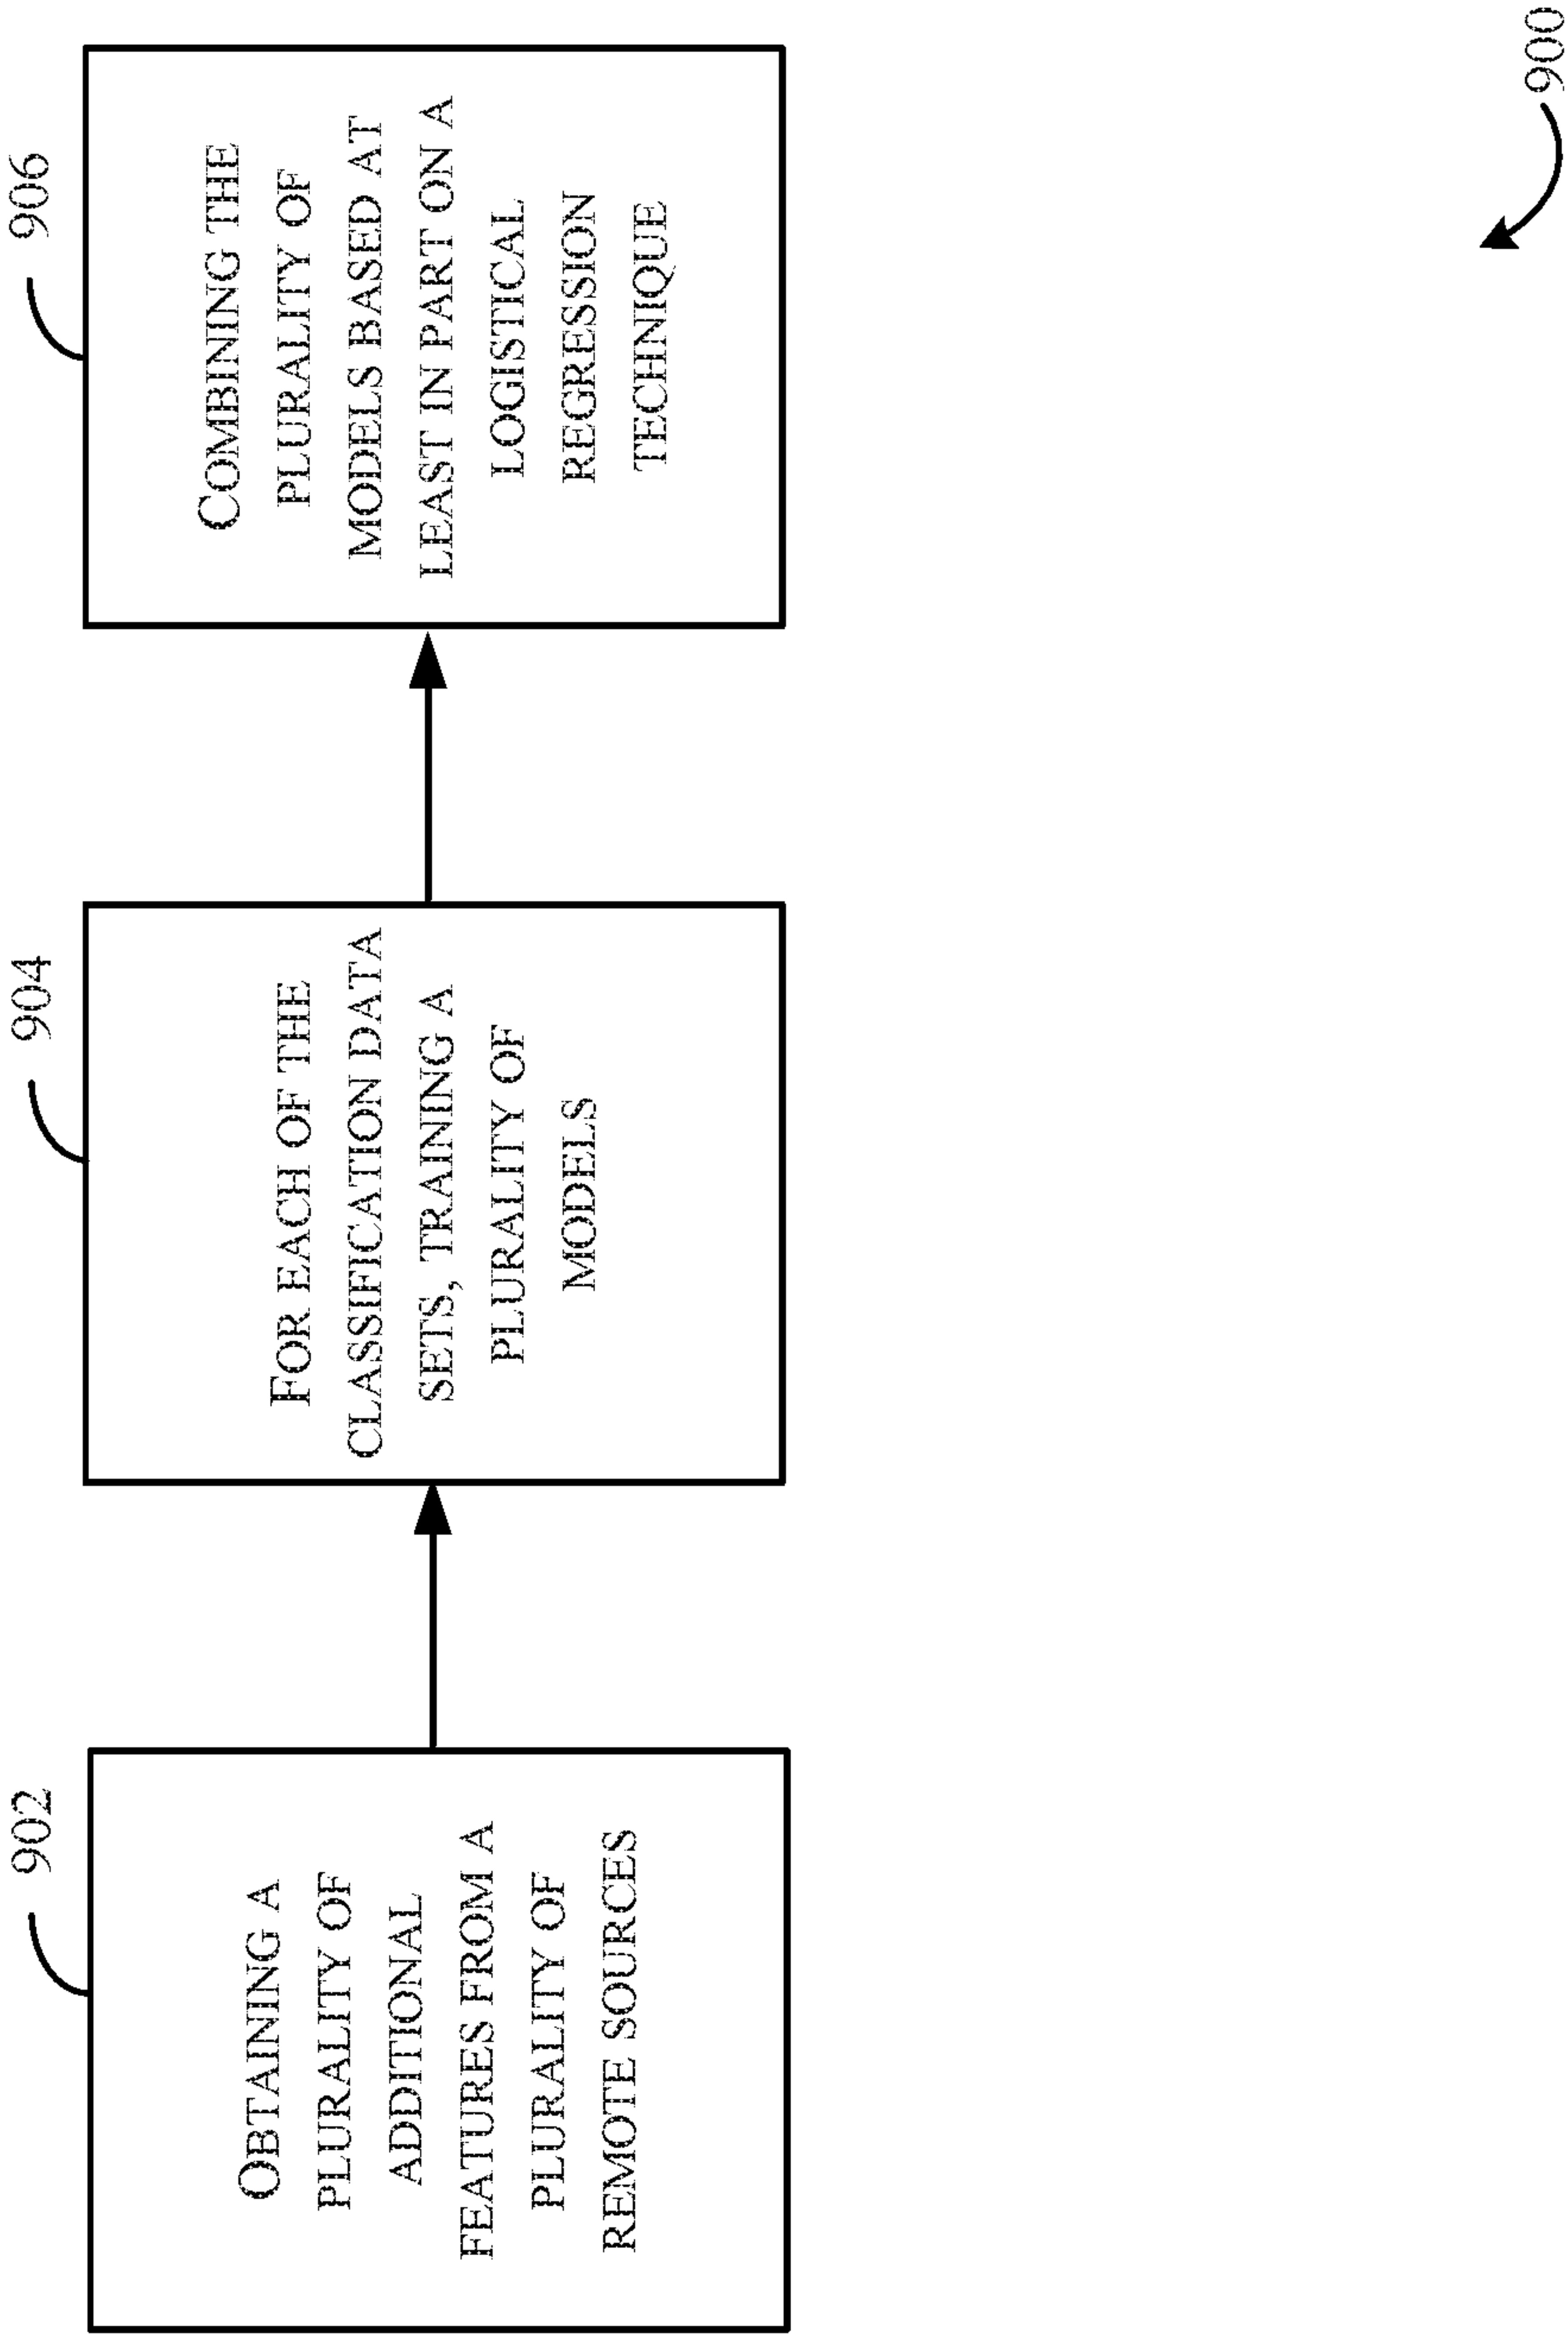 902
OBTAINING A
PLURALITY OF
ADDITIONAL
FEATURES FROM A
PLURALITY OF
REMOTE SOURCES
904
FOR EACH OF THE
CLASSIFICATION DATA
SETS, TRAINING A
PLURALITY OF
MODELS
906
COMBINING THE
PLURALITY OF
MODELS BASED AT
LEAST IN PART ON A
LOGISTICAL
REGRESSION
TECHNIQUE
900